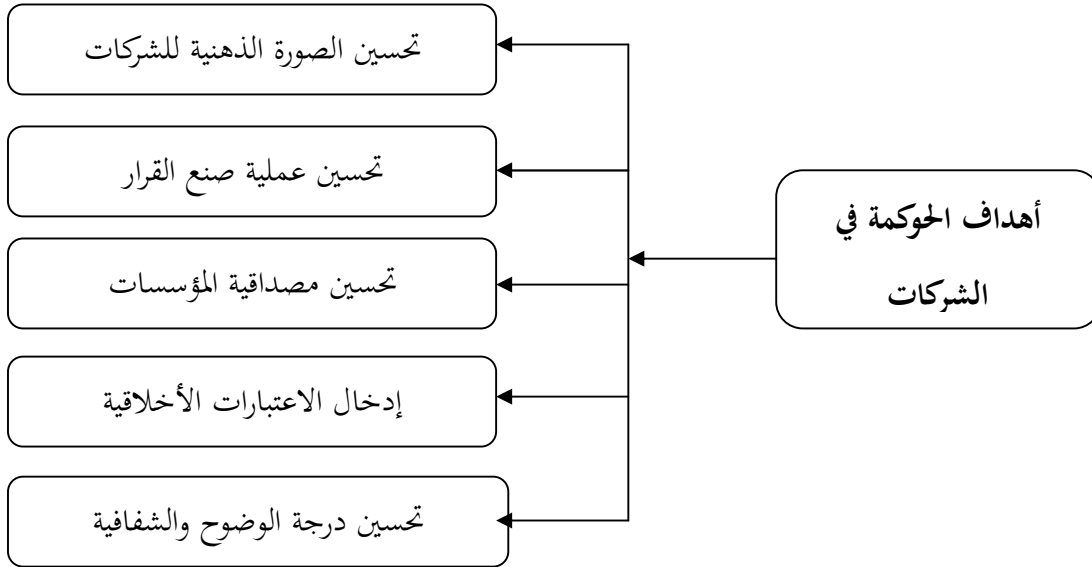 أهداف الحوكمة في
الشركات
تحسين الصورة الذهنية للشركات
تحسين عملية صنع القرار
تحسين مصداقية المؤسسات
إدخال الاعتبارات الأخلاقية
تحسين درجة الوضوح والشفافية